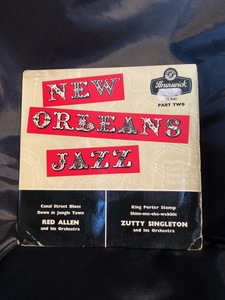 NEW
ORLEANS
JAZZ
Brunswick
PART TWO
Canal Street Blues
Down in Jungle Town
RED ALLEN
and his Orchestra
King Porter Stomp
Shim-me-sha-wabble
ZUTTY SINGLETON
and his Orchestra